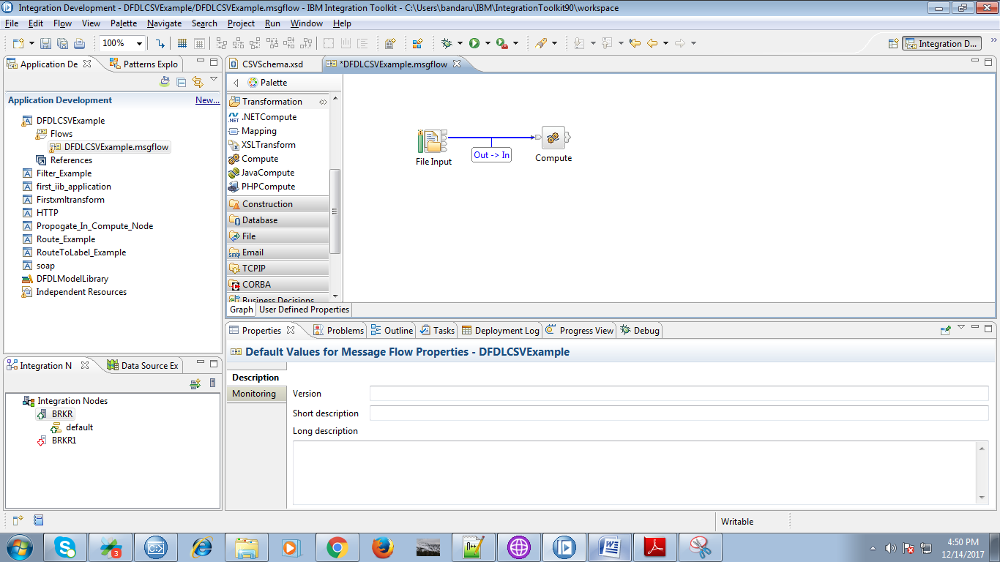 Integration Development - DFDLCSVExample/DFDLCSVExample.msgflow - IBM Integration Toolkit - C:\Users\bandaru\IBM\IntegrationToolkit90\workspace
File Edit Flow View Palette Navigate Search Project Run Window Help
100%
Integration D...
Application De
Patterns Explo
Application Development
New...
DFDLCSVExample
Flows
DFDLCSVExample.msgflow
References
Filter_Example
first_iib_application
Firstxmltransform
HTTP
Propogate_In_Compute_Node
Route_Example
RouteToLabel_Example
soap
DFDLModelLibrary
Independent Resources
CSVSchema.xsd
*DFDLCSVExample.msgflow
Palette
Transformation
.NETCompute
Mapping
XSLTransform
Compute
JavaCompute
PHPCompute
Construction
Database
File
Email
TCPIP
CORBA
Business Decisions
File Input
Out -> In
Compute
Graph
User Defined Properties
Integration N
Data Source Ex
Integration Nodes
BRKR
default
BRKR1
Properties
Problems
Outline
Tasks
Deployment Log
Progress View
Debug
Default Values for Message Flow Properties - DFDLCSVExample
Description
Monitoring
Version
Short description
Long description
Writable
3
4:50 PM
12/14/2017